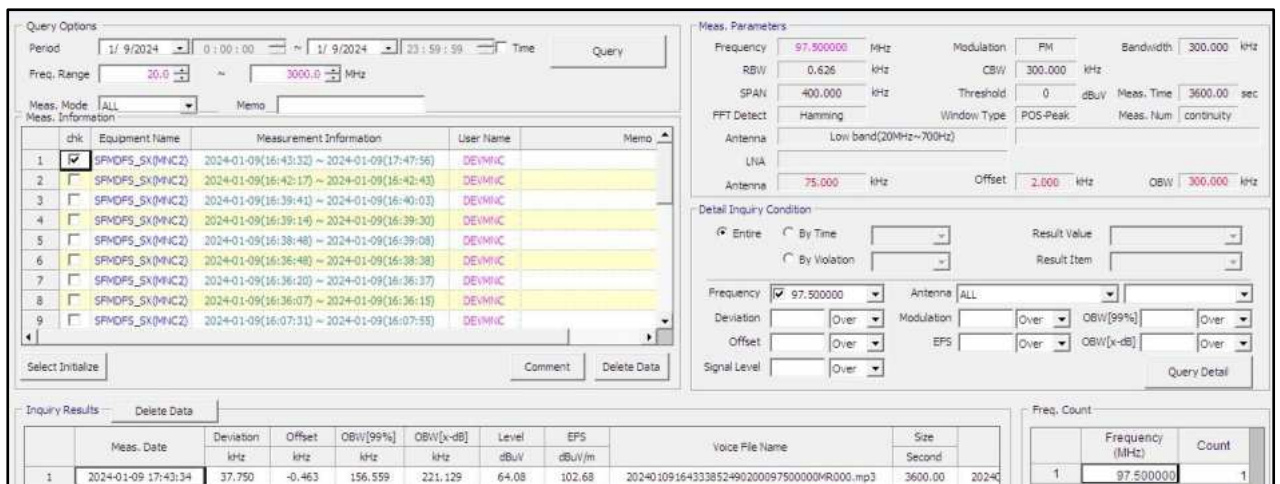 Query Options
Period 1/ 9/2024 0 : 00 : 00 ~ 1/ 9/2024 23 : 59 : 59 Time Query
Freq. Range 20.0 ~ 3000.0 MHz
Meas. Mode ALL Memo
Meas. Information
chk Equipment Name Measurement Information User Name Memo
1 SFMDFS_SX(MNC2) 2024-01-09(16:43:32) ~ 2024-01-09(17:47:56) DEVMNC
2 SFMDFS_SX(MNC2) 2024-01-09(16:42:17) ~ 2024-01-09(16:42:43) DEVMNC
3 SFMDFS_SX(MNC2) 2024-01-09(16:39:41) ~ 2024-01-09(16:40:03) DEVMNC
4 SFMDFS_SX(MNC2) 2024-01-09(16:39:14) ~ 2024-01-09(16:39:30) DEVMNC
5 SFMDFS_SX(MNC2) 2024-01-09(16:38:48) ~ 2024-01-09(16:39:08) DEVMNC
6 SFMDFS_SX(MNC2) 2024-01-09(16:36:48) ~ 2024-01-09(16:38:38) DEVMNC
7 SFMDFS_SX(MNC2) 2024-01-09(16:36:20) ~ 2024-01-09(16:36:37) DEVMNC
8 SFMDFS_SX(MNC2) 2024-01-09(16:36:07) ~ 2024-01-09(16:36:15) DEVMNC
9 SFMDFS_SX(MNC2) 2024-01-09(16:07:31) ~ 2024-01-09(16:07:55) DEVMNC
Select Initialize Comment Delete Data
Meas. Parameters
Frequency 97.500000 MHz Modulation FM Bandwidth 300.000 kHz
RBW 0.626 kHz CBW 300.000 kHz
SPAN 400.000 kHz Threshold 0 dBuV Meas. Time 3600.00 sec
FFT Detect Hamming Window Type POS-Peak Meas. Num continuity
Antenna Low band(20MHz~700Hz)
LNA
Antenna 75.000 kHz Offset 2.000 kHz OBW 300.000 kHz
Detail Inquiry Condition
Entire By Time Result Value
By Violation Result Item
Frequency 97.500000 Antenna ALL
Deviation Over Modulation Over OBW[99%] Over
Offset Over EFS Over OBW[x-dB] Over
Signal Level Over
Query Detail
Inquiry Results Delete Data
Meas. Date Deviation Offset OBW[99%] OBW[x-dB] Level EFS Voice File Name Size
kHz kHz kHz kHz dBuV dBuV/m Second
1 2024-01-09 17:43:34 37.750 -0.463 156.559 221.129 64.08 102.68 20240109164333852490200097500000MR000.mp3 3600.00
Freq. Count
Frequency Count
(MHz)
1 97.500000 1